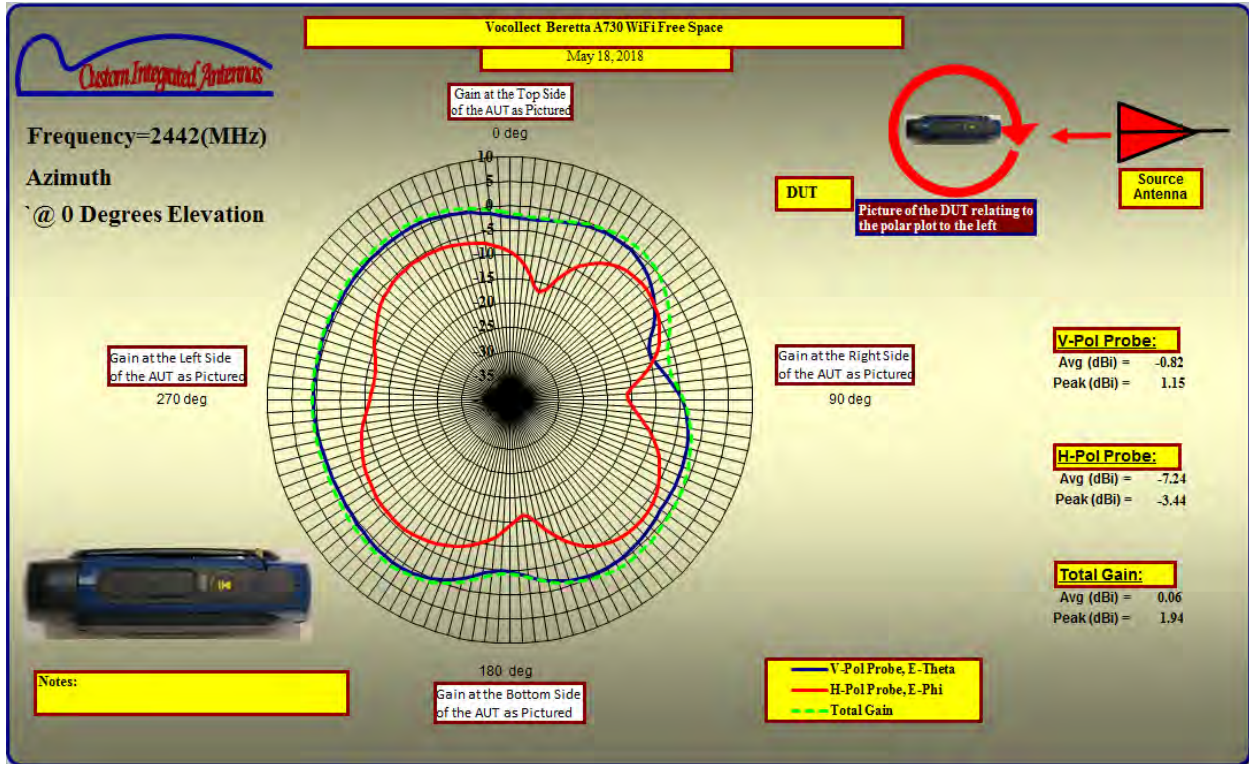 Vocollect Beretta A730 WiFi Free Space
May 18, 2018
Custom Integrated Antennas
Frequency=2442(MHz)
Azimuth
`@ 0 Degrees Elevation
Gain at the Top Side
of the AUT as Pictured
0 deg
10
5
0
-5
-10
-15
-20
-25
-30
-35
DUT
Picture of the DUT relating to
the polar plot to the left
Source
Antenna
Gain at the Left Side
of the AUT as Pictured
270 deg
Gain at the Right Side
of the AUT as Pictured
90 deg
V-Pol Probe:
Avg (dBi) = -0.82
Peak (dBi) = 1.15
H-Pol Probe:
Avg (dBi) = -7.24
Peak (dBi) = -3.44
Total Gain:
Avg (dBi) = 0.06
Peak (dBi) = 1.94
180 deg
Gain at the Bottom Side
of the AUT as Pictured
Notes:
V-Pol Probe, E-Theta
H-Pol Probe, E-Phi
Total Gain